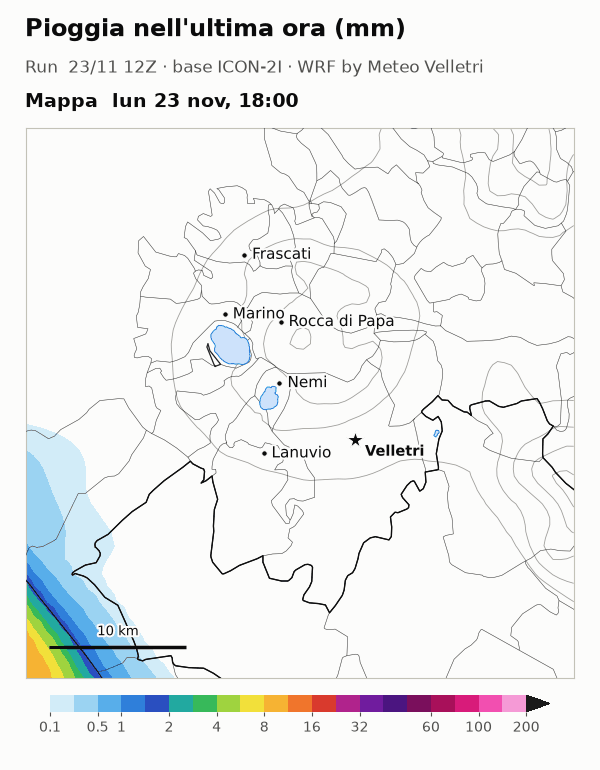 Pioggia nell'ultima ora (mm)
Run  23/11 12Z · base ICON-2I · WRF by Meteo Velletri
Mappa  lun 23 nov, 18:00
Frascati
Marino
Rocca di Papa
Nemi
Velletri
Lanuvio
10 km
0.1 0.5 1 2 4 8 16 32 60 100 200